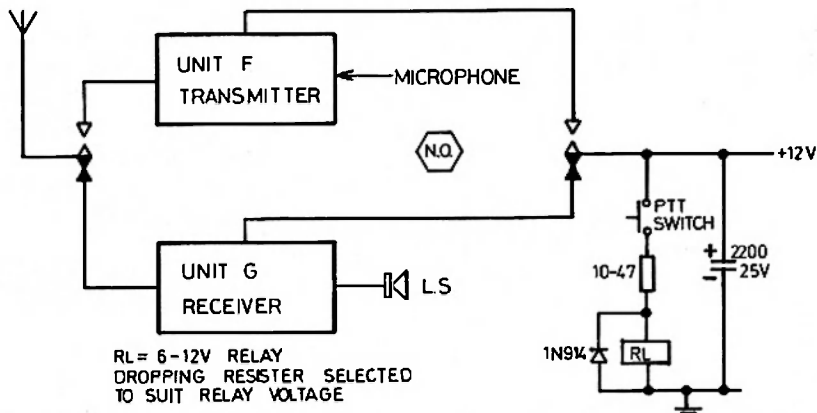 UNIT F
TRANSMITTER
MICROPHONE
N.O.
+12V
PTT
SWITCH
UNIT G
RECEIVER
L.S
10-47
+
-
2200
25V
1N914
RL
RL= 6-12V RELAY
DROPPING RESISTER SELECTED
TO SUIT RELAY VOLTAGE